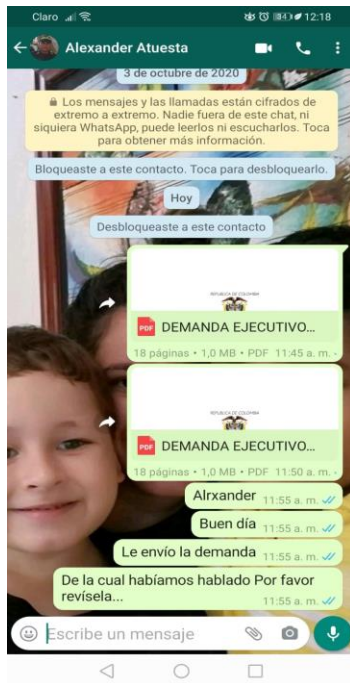 Claro 12:18
Alexander Atuesta
3 de octubre de 2020
Los mensajes y las llamadas están cifrados de
extremo a extremo. Nadie fuera de este chat, ni
siquiera WhatsApp, puede leerlos ni escucharlos. Toca
para obtener más información.
Bloqueaste a este contacto. Toca para desbloquearlo.
Hoy
Desbloqueaste a este contacto
REPUBLICA DE COLOMBIA
PDF DEMANDA EJECUTIVO...
18 páginas • 1,0 MB • PDF 11:45 a. m.
REPUBLICA DE COLOMBIA
PDF DEMANDA EJECUTIVO...
18 páginas • 1,0 MB • PDF 11:50 a. m.
Alrxander 11:55 a. m.
Buen día 11:55 a. m.
Le envío la demanda 11:55 a. m.
De la cual habíamos hablado Por favor
revísela... 11:55 a. m.
Escribe un mensaje